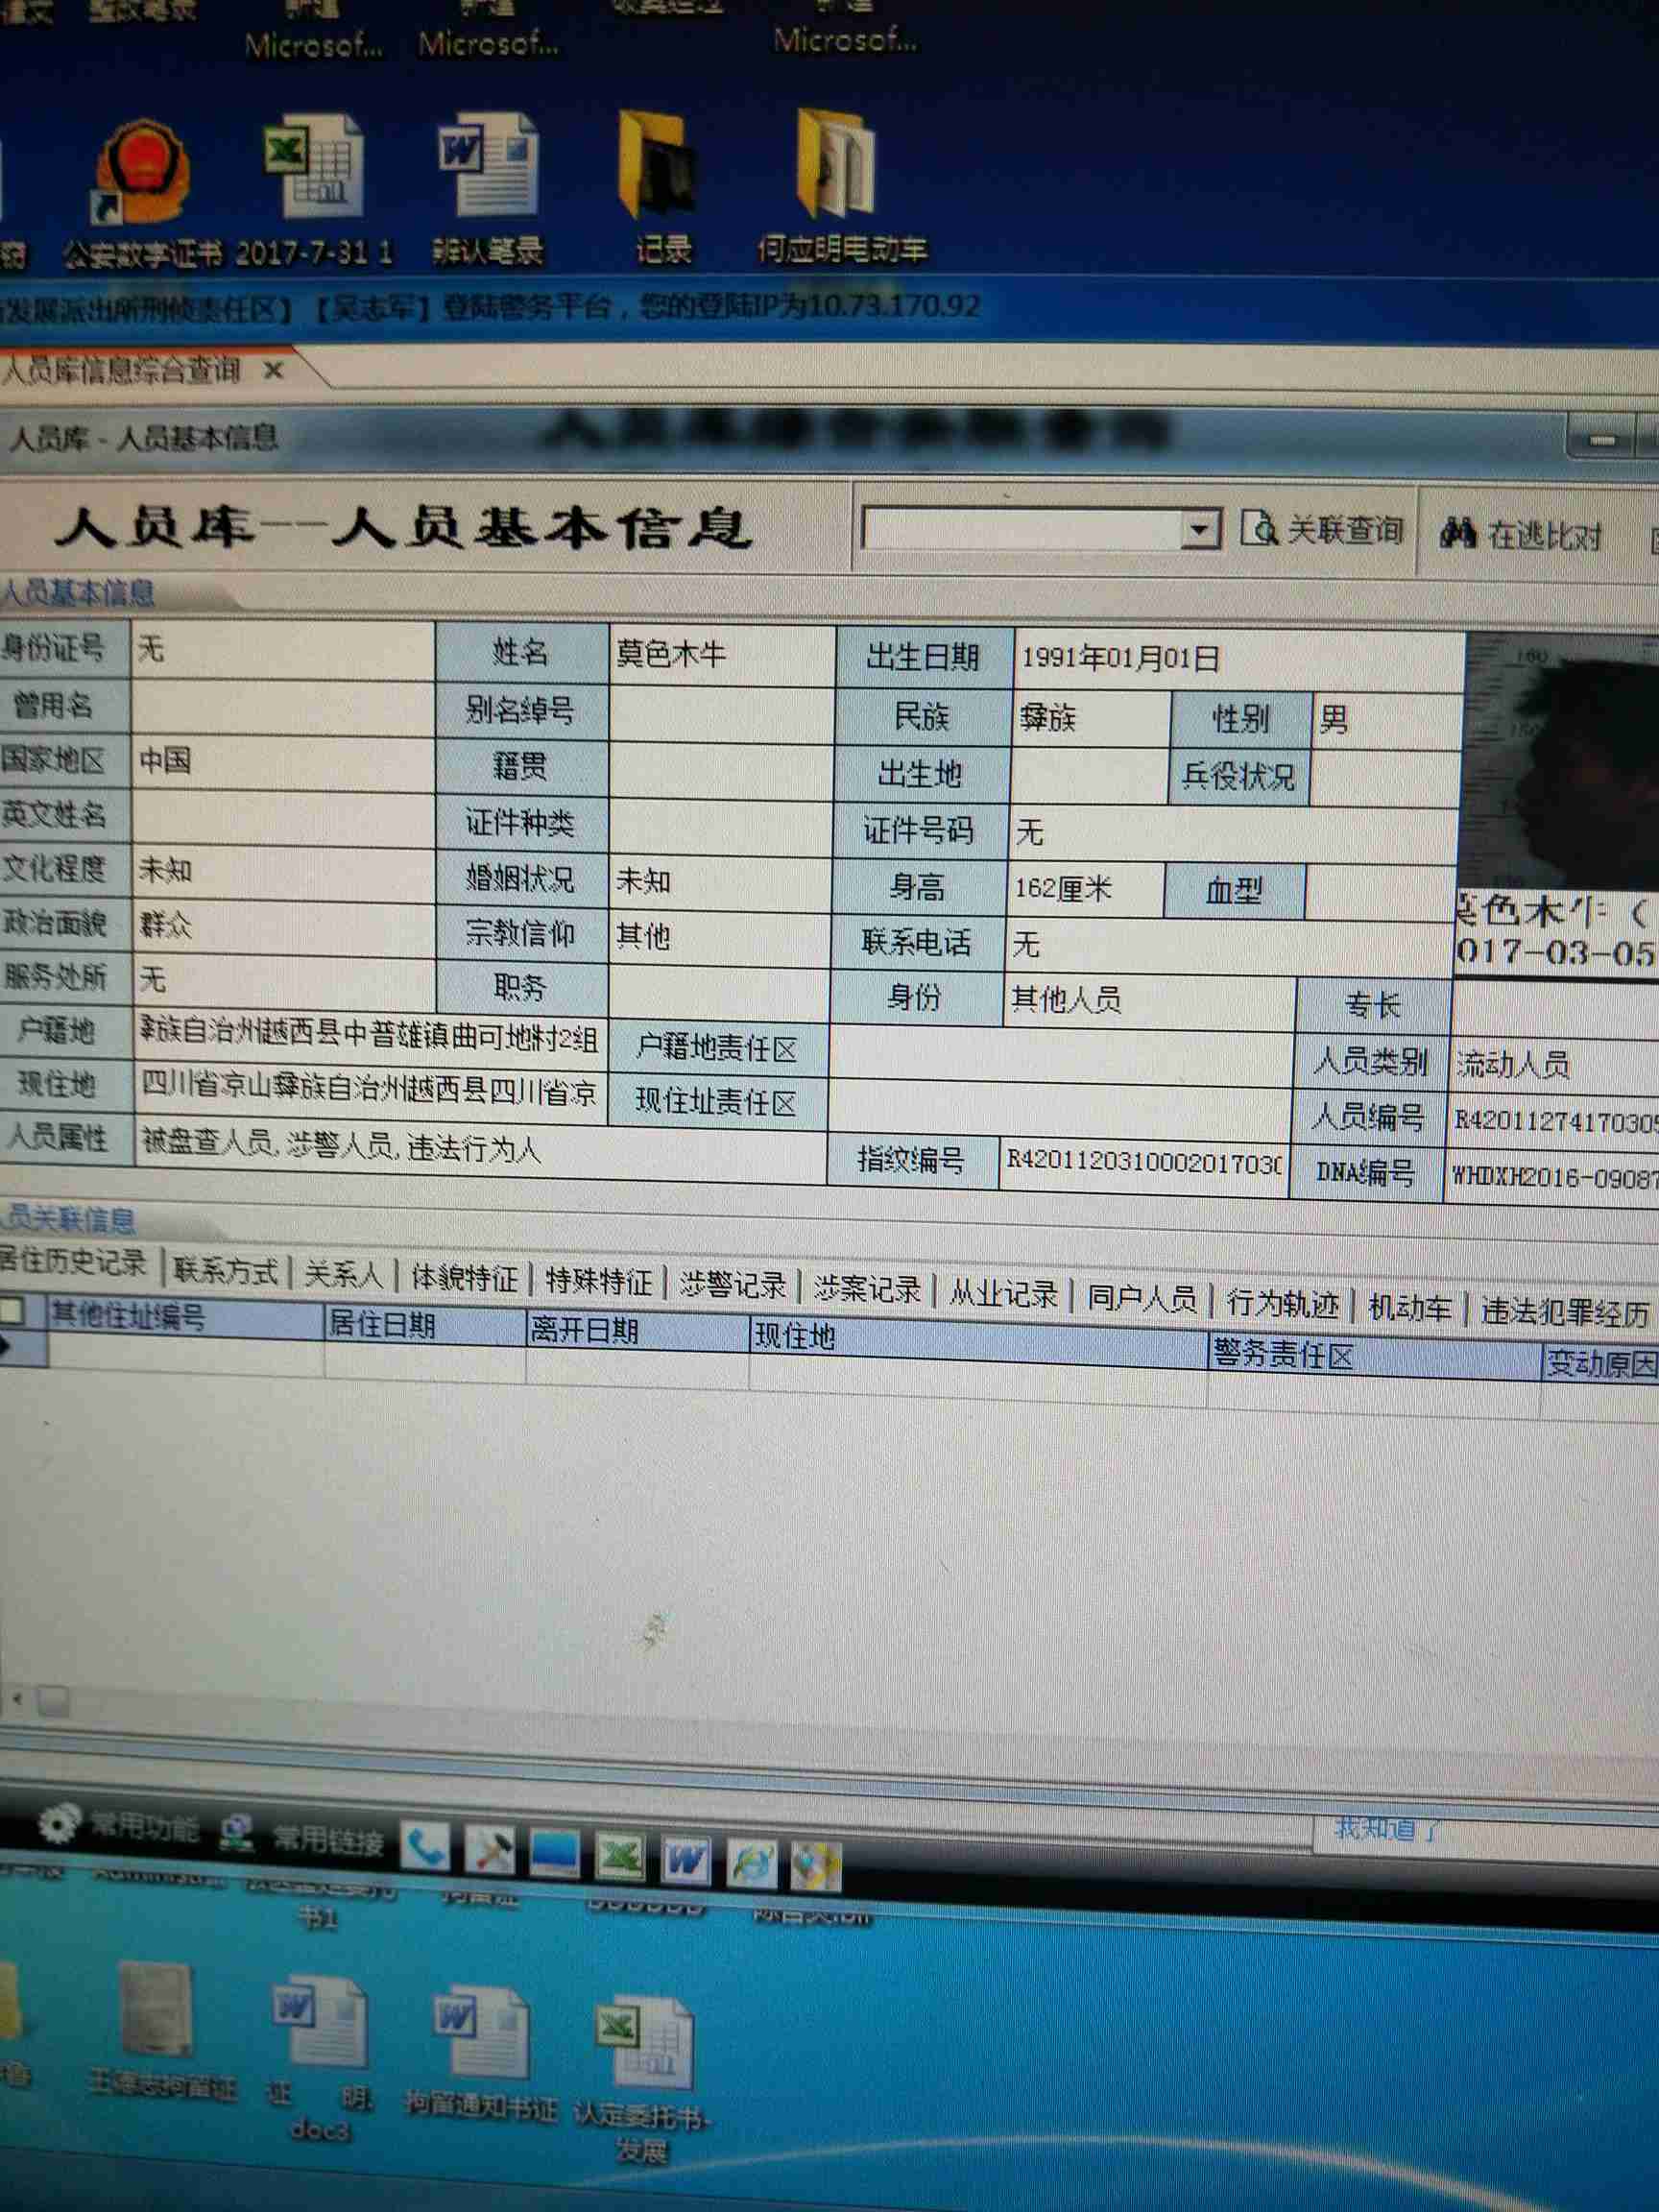 Microsof... Microsof... Microsof...
公安数字证书 2017-7-31 1 辨认笔录 记录 何应明电动车
发展派出所刑侦责任区】【吴志军】登陆警务平台，您的登陆IP为10.73.170.92
人员库信息综合查询 ×
人员库 - 人员基本信息
人员库--人员基本信息 关联查询 在逃比对
人员基本信息
身份证号 无 姓名 莫色木牛 出生日期 1991年01月01日
曾用名 别名绰号 民族 彝族 性别 男
国家地区 中国 籍贯 出生地 兵役状况
英文姓名 证件种类 证件号码 无
文化程度 未知 婚姻状况 未知 身高 162厘米 血型
政治面貌 群众 宗教信仰 其他 联系电话 无
色木牛（
017-03-05
服务处所 无 职务 身份 其他人员 专长
户籍地 彝族自治州越西县中普雄镇曲可地村2组 户籍地责任区 人员类别 流动人员
现住地 四川省凉山彝族自治州越西县四川省凉 现住址责任区 人员编号 R4201127417030
人员属性 被盘查人员,涉警人员,违法行为人 指纹编号 R4201120310002017030 DNA编号 WHDXH2016-09087
人员关联信息
居住历史记录 | 联系方式 | 关系人 | 体貌特征 | 特殊特征 | 涉警记录 | 涉案记录 | 从业记录 | 同户人员 | 行为轨迹 | 机动车 | 违法犯罪经历
其他住址编号 居住日期 离开日期 现住地 警务责任区 变动原因
我知道了
常用功能 常用链接
书1
王德志拘留证 证 明. 拘留通知书证 认定委托书-
doc3 发展